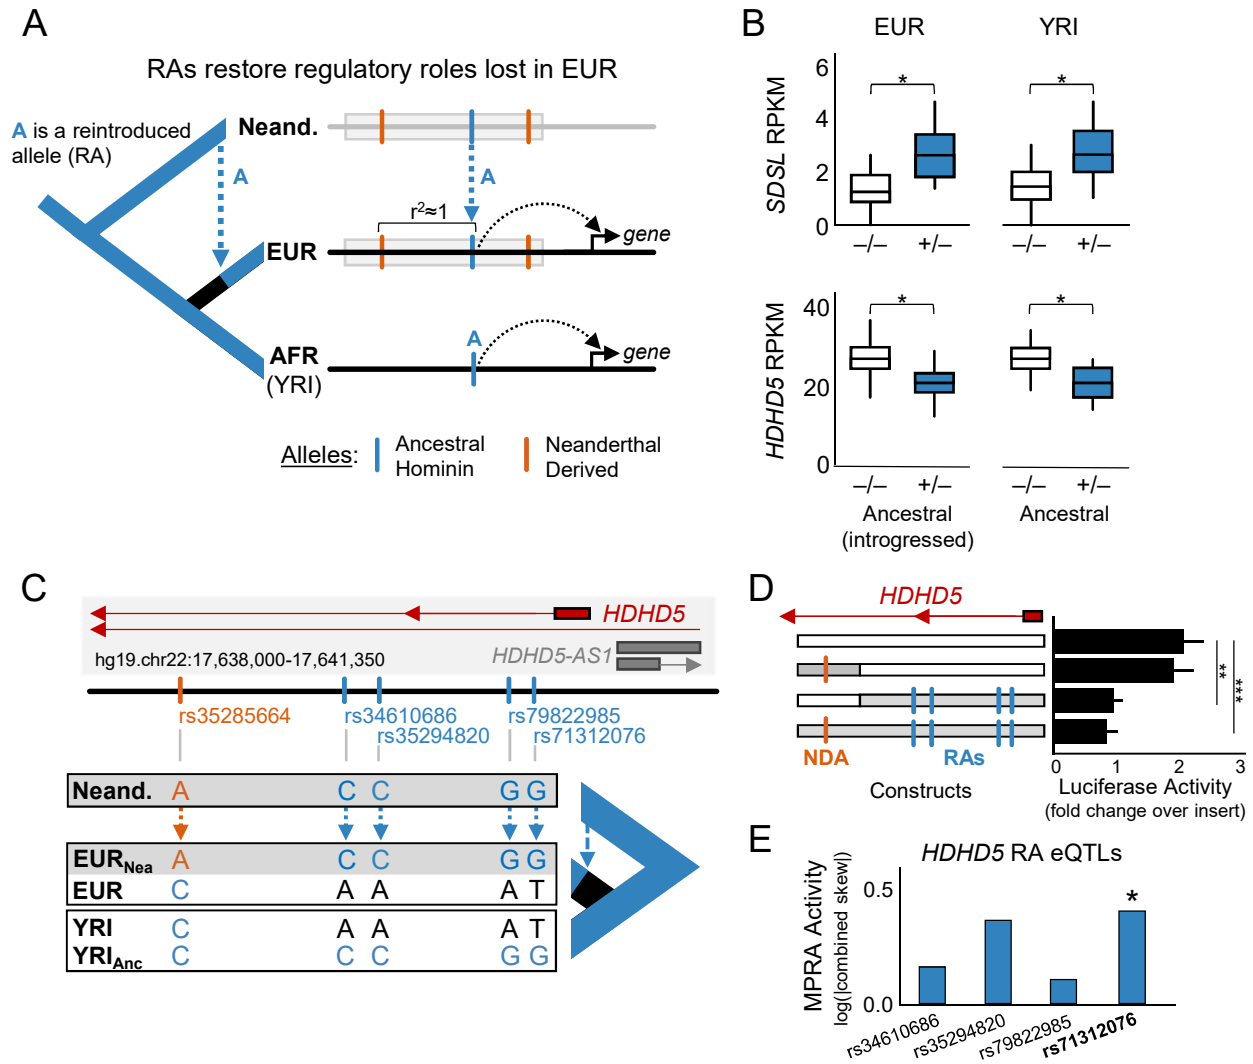 A
RAs restore regulatory roles lost in EUR
A is a reintroduced
allele (RA)
Neand.
A
A
r²≈1
EUR
gene
A
AFR
(YRI)
gene
Alleles:
Ancestral
Hominin
Neanderthal
Derived
B
EUR
YRI
SDSL RPKM
6
4
2
0
*
*
–/–
+/–
–/–
+/–
HDHD5 RPKM
40
20
0
*
*
–/–
+/–
–/–
+/–
Ancestral
(introgressed)
Ancestral
C
HDHD5
hg19.chr22:17,638,000-17,641,350
HDHD5-AS1
rs35285664
rs34610686
rs79822985
rs35294820
rs71312076
Neand. A C C G G
EURNea A C C G G
EUR C A A A T
YRI C A A A T
YRIAnc C C C G G
D
HDHD5
**
***
NDA
RAs
Constructs
0 1 2 3
Luciferase Activity
(fold change over insert)
E
HDHD5 RA eQTLs
MPRA Activity
log(|combined skew|)
0.5
0.0
*
rs34610686
rs35294820
rs79822985
rs71312076